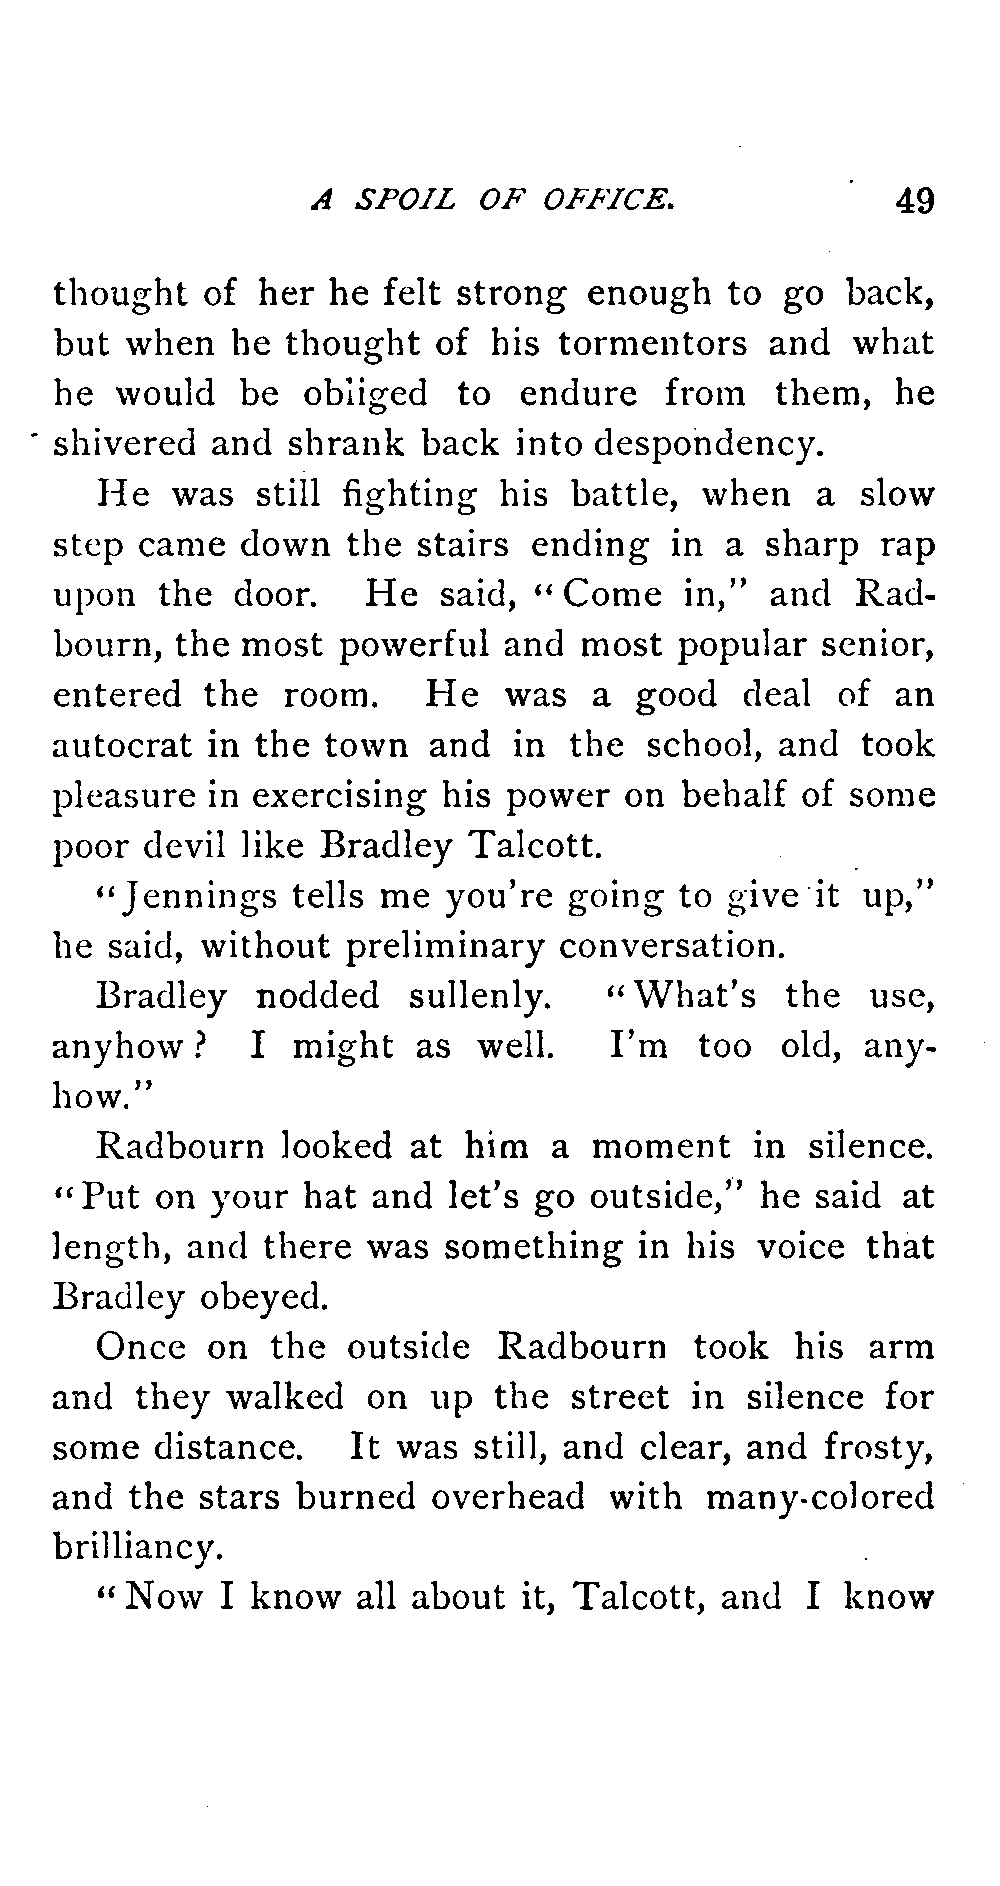 A SPOIL OF OFFICE. 49
thought of her he felt strong enough to go back,
but when he thought of his tormentors and what
he would be obliged to endure from them, he
shivered and shrank back into despondency.
He was still fighting his battle, when a slow
step came down the stairs ending in a sharp rap
upon the door. He said, “Come in,” and Rad-
bourn, the most powerful and most popular senior,
entered the room. He was a good deal of an
autocrat in the town and in the school, and took
pleasure in exercising his power on behalf of some
poor devil like Bradley Talcott.
“Jennings tells me you’re going to give it up,”
he said, without preliminary conversation.
Bradley nodded sullenly. “What’s the use,
anyhow? I might as well. I’m too old, any-
how.”
Radbourn looked at him a moment in silence.
“Put on your hat and let’s go outside,” he said at
length, and there was something in his voice that
Bradley obeyed.
Once on the outside Radbourn took his arm
and they walked on up the street in silence for
some distance. It was still, and clear, and frosty,
and the stars burned overhead with many-colored
brilliancy.
“Now I know all about it, Talcott, and I know